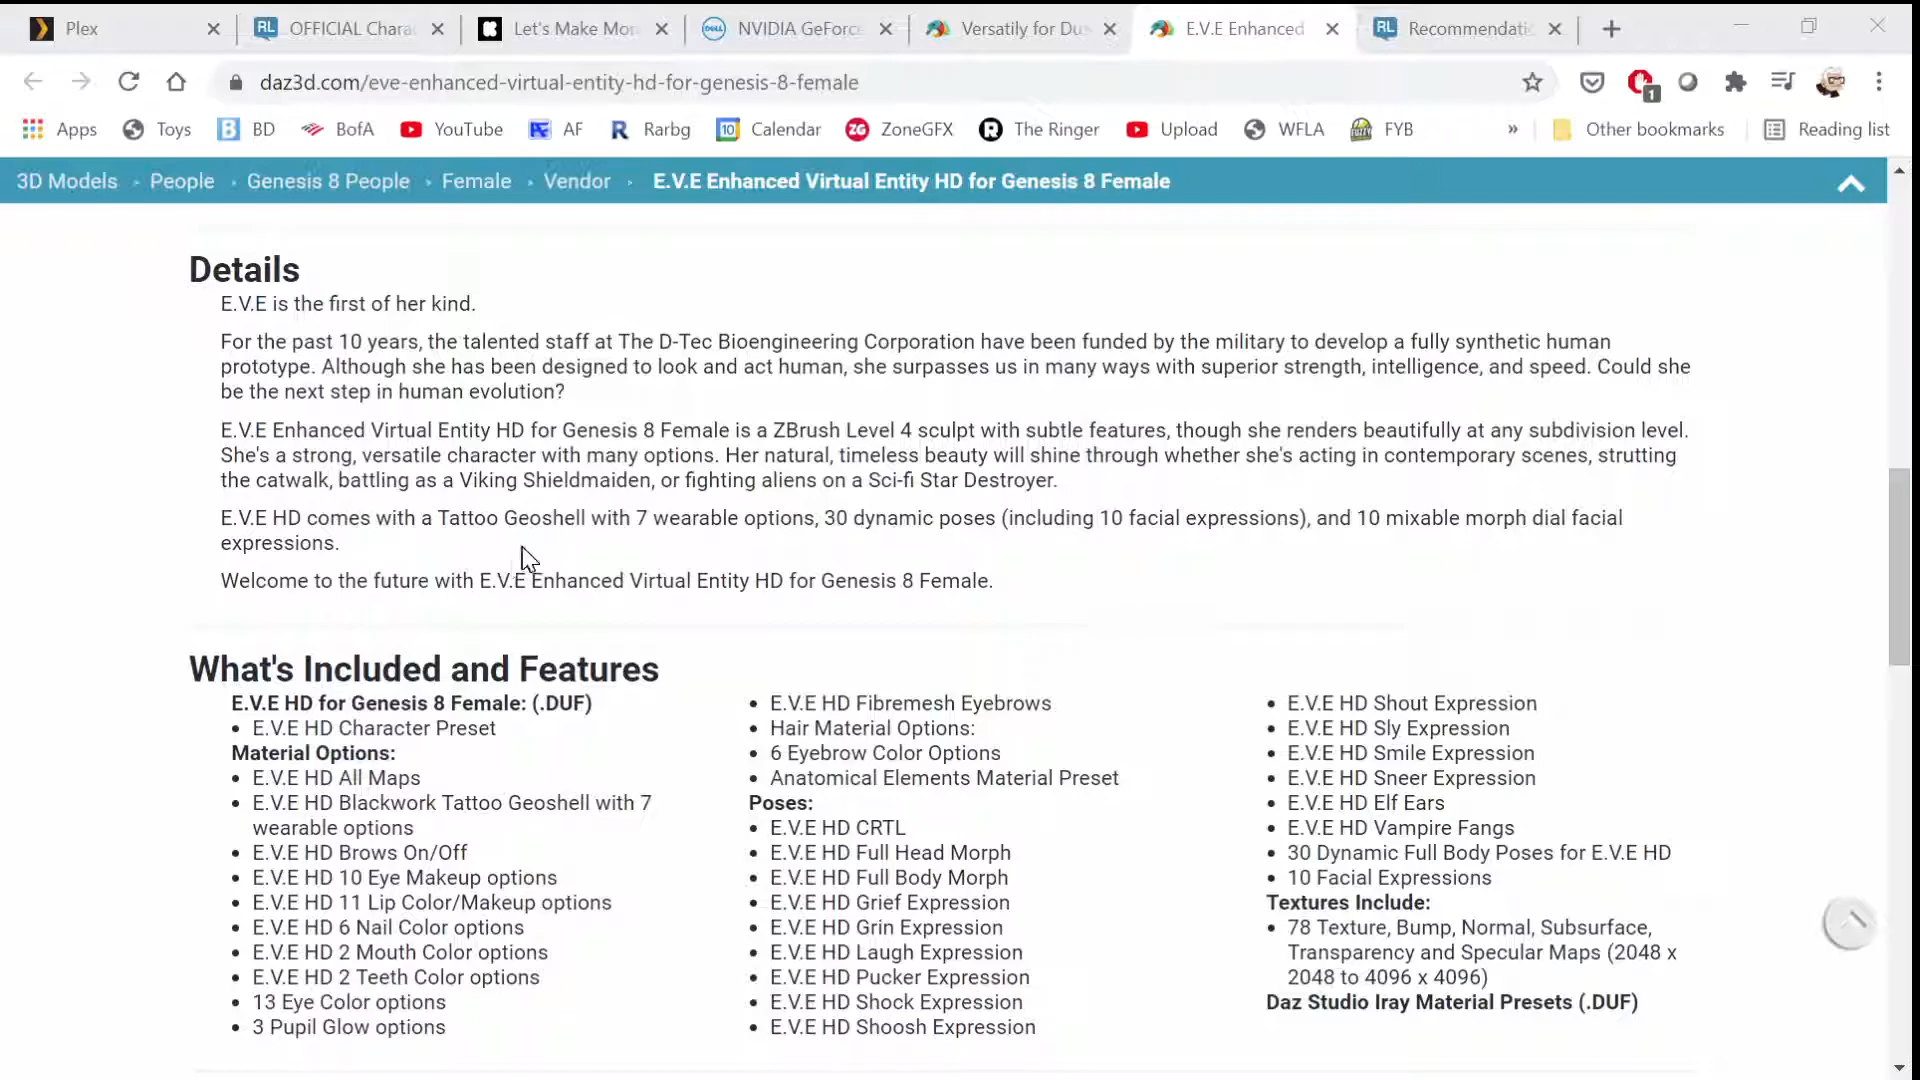 Plex
OFFICIAL Chara
Let's Make Mon
NVIDIA GeForce
Versatily for Du
E.V.E Enhanced
Recommendati
daz3d.com/eve-enhanced-virtual-entity-hd-for-genesis-8-female
1
Apps
Toys
BD
BofA
YouTube
AF
Rarbg
Calendar
ZoneGFX
The Ringer
Upload
WFLA
FYB
»
Other bookmarks
Reading list
3D Models
People
Genesis 8 People
Female
Vendor
E.V.E Enhanced Virtual Entity HD for Genesis 8 Female
Details
E.V.E is the first of her kind.
For the past 10 years, the talented staff at The D-Tec Bioengineering Corporation have been funded by the military to develop a fully synthetic human
prototype. Although she has been designed to look and act human, she surpasses us in many ways with superior strength, intelligence, and speed. Could she
be the next step in human evolution?
E.V.E Enhanced Virtual Entity HD for Genesis 8 Female is a ZBrush Level 4 sculpt with subtle features, though she renders beautifully at any subdivision level.
She's a strong, versatile character with many options. Her natural, timeless beauty will shine through whether she's acting in contemporary scenes, strutting
the catwalk, battling as a Viking Shieldmaiden, or fighting aliens on a Sci-fi Star Destroyer.
E.V.E HD comes with a Tattoo Geoshell with 7 wearable options, 30 dynamic poses (including 10 facial expressions), and 10 mixable morph dial facial
expressions.
Welcome to the future with E.V.E Enhanced Virtual Entity HD for Genesis 8 Female.
What's Included and Features
E.V.E HD for Genesis 8 Female: (.DUF)
• E.V.E HD Character Preset
Material Options:
• E.V.E HD All Maps
• E.V.E HD Blackwork Tattoo Geoshell with 7
wearable options
• E.V.E HD Brows On/Off
• E.V.E HD 10 Eye Makeup options
• E.V.E HD 11 Lip Color/Makeup options
• E.V.E HD 6 Nail Color options
• E.V.E HD 2 Mouth Color options
• E.V.E HD 2 Teeth Color options
• 13 Eye Color options
• 3 Pupil Glow options
• E.V.E HD Fibremesh Eyebrows
• Hair Material Options:
• 6 Eyebrow Color Options
• Anatomical Elements Material Preset
Poses:
• E.V.E HD CRTL
• E.V.E HD Full Head Morph
• E.V.E HD Full Body Morph
• E.V.E HD Grief Expression
• E.V.E HD Grin Expression
• E.V.E HD Laugh Expression
• E.V.E HD Pucker Expression
• E.V.E HD Shock Expression
• E.V.E HD Shoosh Expression
• E.V.E HD Shout Expression
• E.V.E HD Sly Expression
• E.V.E HD Smile Expression
• E.V.E HD Sneer Expression
• E.V.E HD Elf Ears
• E.V.E HD Vampire Fangs
• 30 Dynamic Full Body Poses for E.V.E HD
• 10 Facial Expressions
Textures Include:
• 78 Texture, Bump, Normal, Subsurface,
Transparency and Specular Maps (2048 x
2048 to 4096 x 4096)
Daz Studio Iray Material Presets (.DUF)